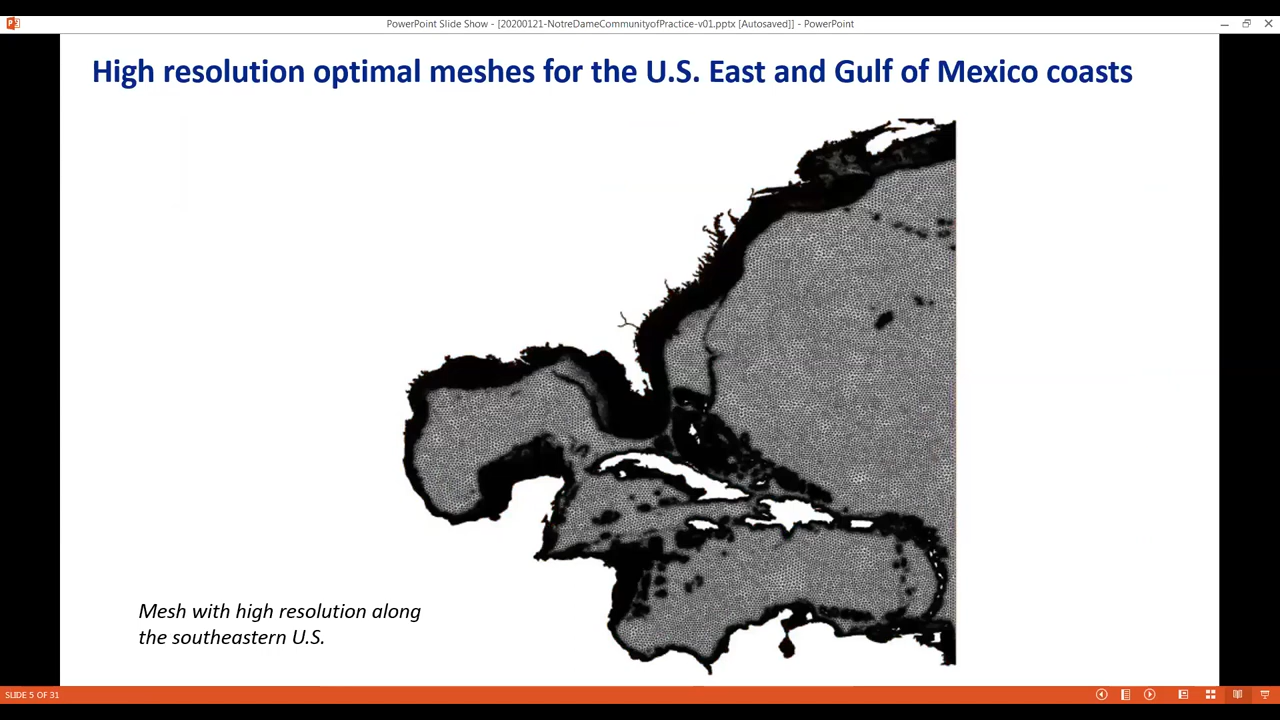 PowerPoint Slide Show - [20200121-NotreDameCommunityofPractice-v01.pptx [Autosaved]] - PowerPoint
High resolution optimal meshes for the U.S. East and Gulf of Mexico coasts
Mesh with high resolution along
the southeastern U.S.
SLIDE 5 OF 31